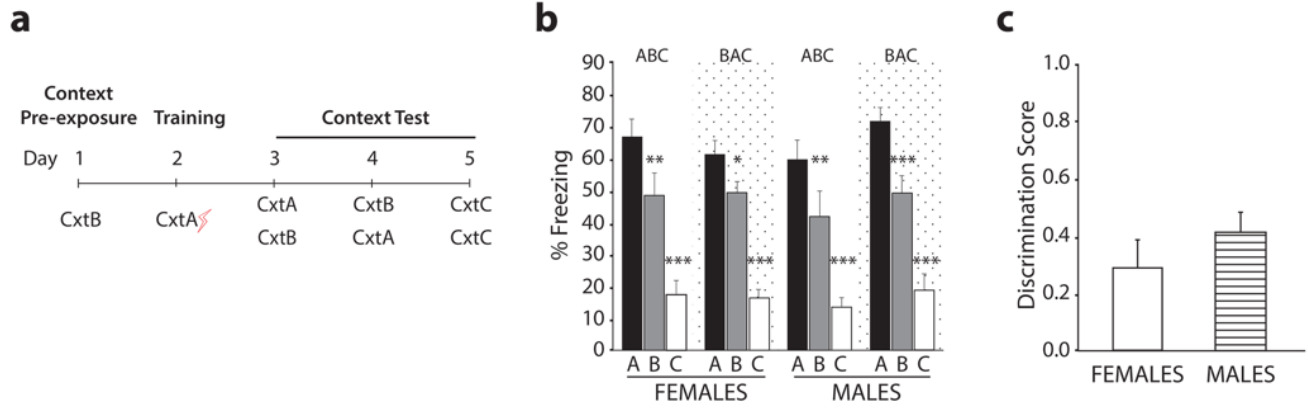 a
Context
Pre-exposure Training Context Test
Day 1 2 3 4 5
CxtB CxtA CxtA CxtB CxtC
CxtB CxtA CxtC
b
ABC BAC ABC BAC
% Freezing
90
80
70
60
50
40
30
20
10
0
** * ** ***
*** *** *** ***
A B C A B C A B C A B C
FEMALES MALES
c
Discrimination Score
1.0
0.8
0.6
0.4
0.2
0.0
FEMALES MALES